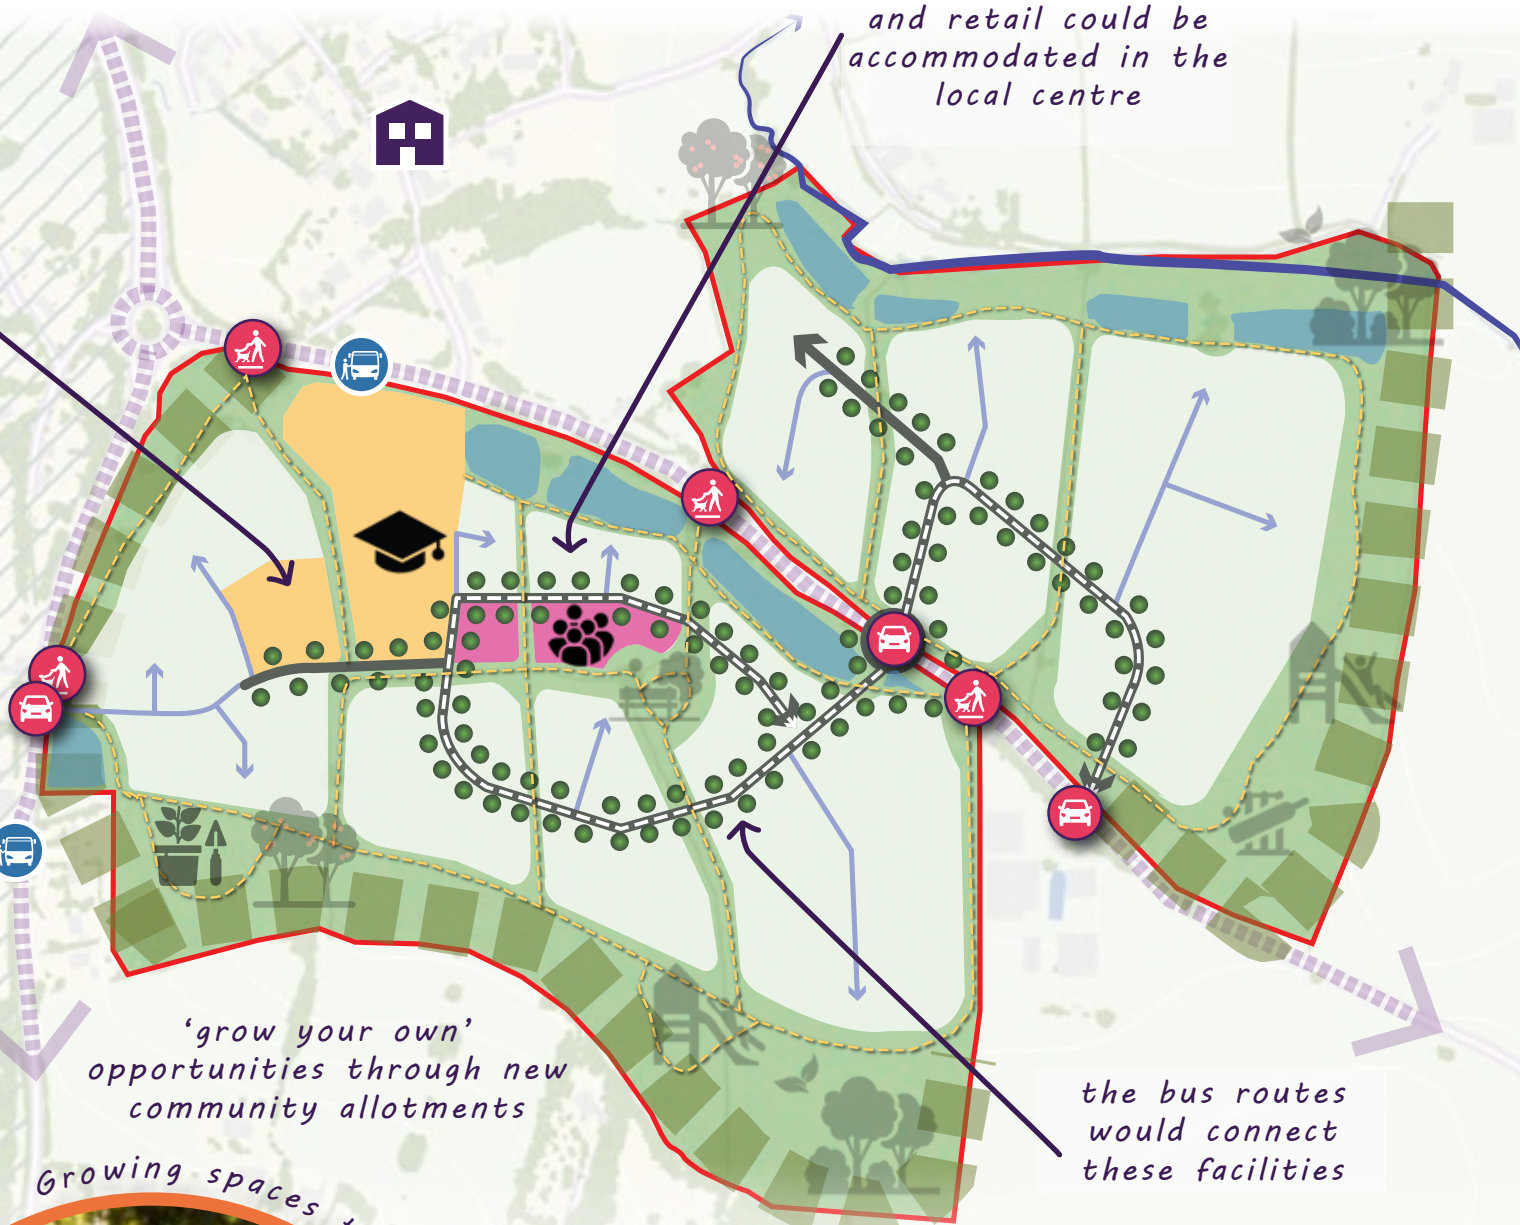 and retail could be
accommodated in the
local centre
‘grow your own’
opportunities through new
community allotments
the bus routes
would connect
these facilities
Growing spaces